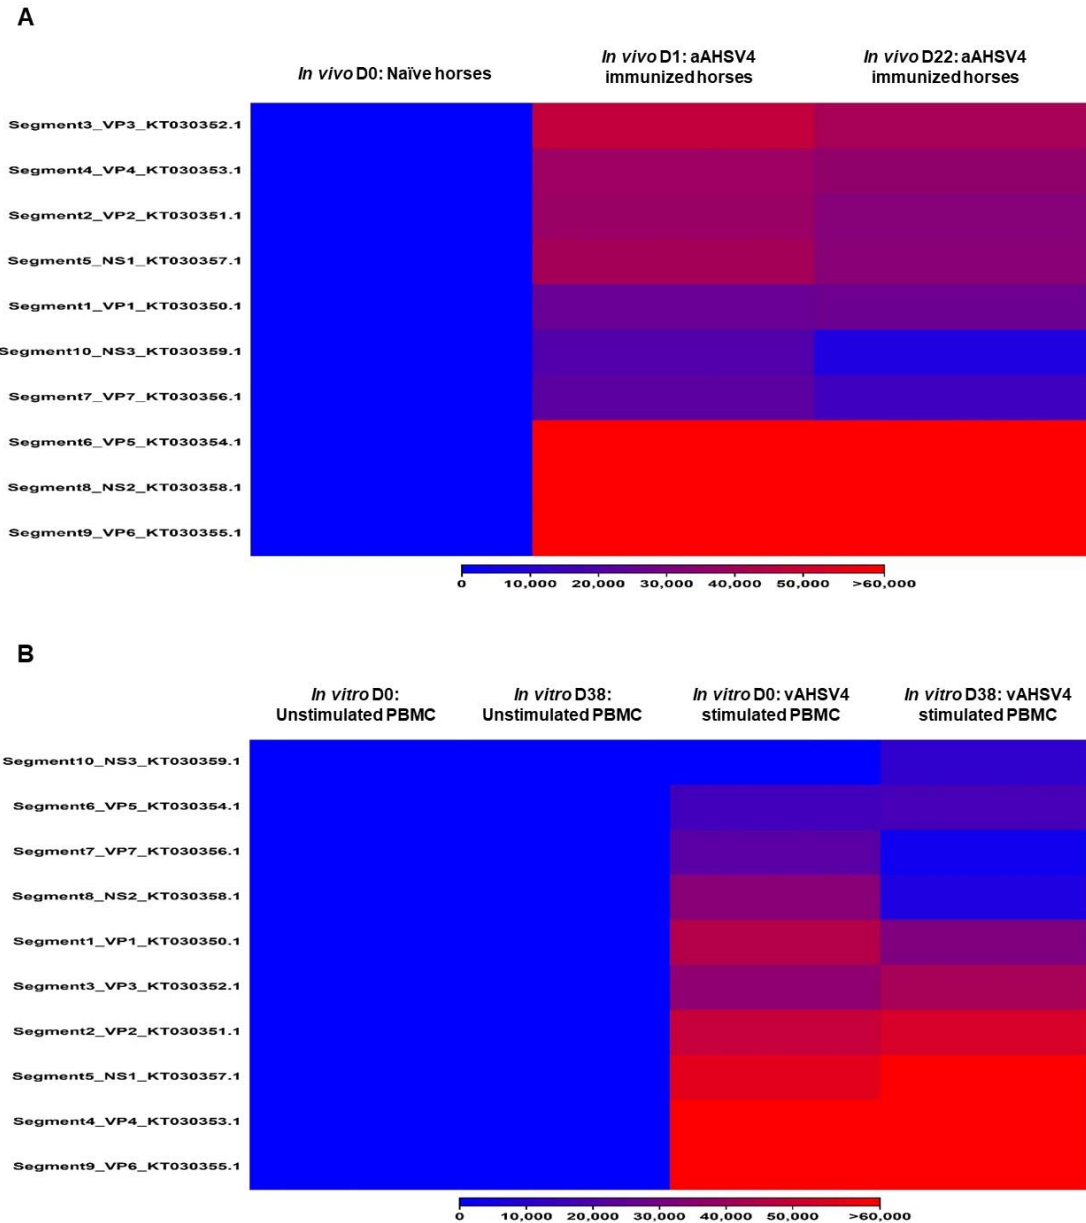 A
In vivo D0: Naïve horses
In vivo D1: aAHSV4
immunized horses
In vivo D22: aAHSV4
immunized horses
Segment3_VP3_KT030352.1
Segment4_VP4_KT030353.1
Segment2_VP2_KT030351.1
Segment5_NS1_KT030357.1
Segment1_VP1_KT030350.1
Segment10_NS3_KT030359.1
Segment7_VP7_KT030356.1
Segment6_VP5_KT030354.1
Segment8_NS2_KT030358.1
Segment9_VP6_KT030355.1
0 10,000 20,000 30,000 40,000 50,000 >60,000
B
In vitro D0:
Unstimulated PBMC
In vitro D38:
Unstimulated PBMC
In vitro D0: vAHSV4
stimulated PBMC
In vitro D38: vAHSV4
stimulated PBMC
Segment10_NS3_KT030359.1
Segment6_VP5_KT030354.1
Segment7_VP7_KT030356.1
Segment8_NS2_KT030358.1
Segment1_VP1_KT030350.1
Segment3_VP3_KT030352.1
Segment2_VP2_KT030351.1
Segment5_NS1_KT030357.1
Segment4_VP4_KT030353.1
Segment9_VP6_KT030355.1
0 10,000 20,000 30,000 40,000 50,000 >60,000